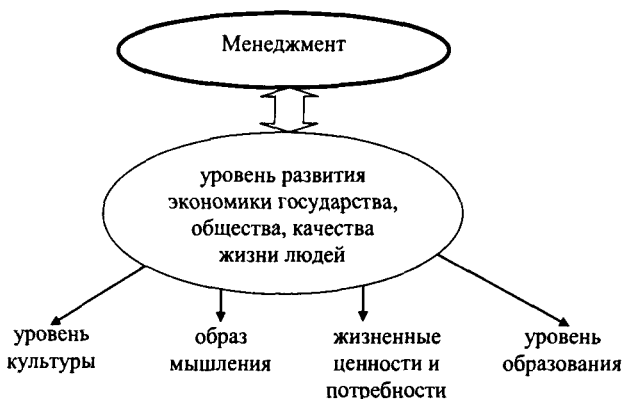 Менеджмент
уровень развития
экономики государства,
общества, качества
жизни людей
уровень
культуры
образ
мышления
жизненные
ценности и
потребности
уровень
образования